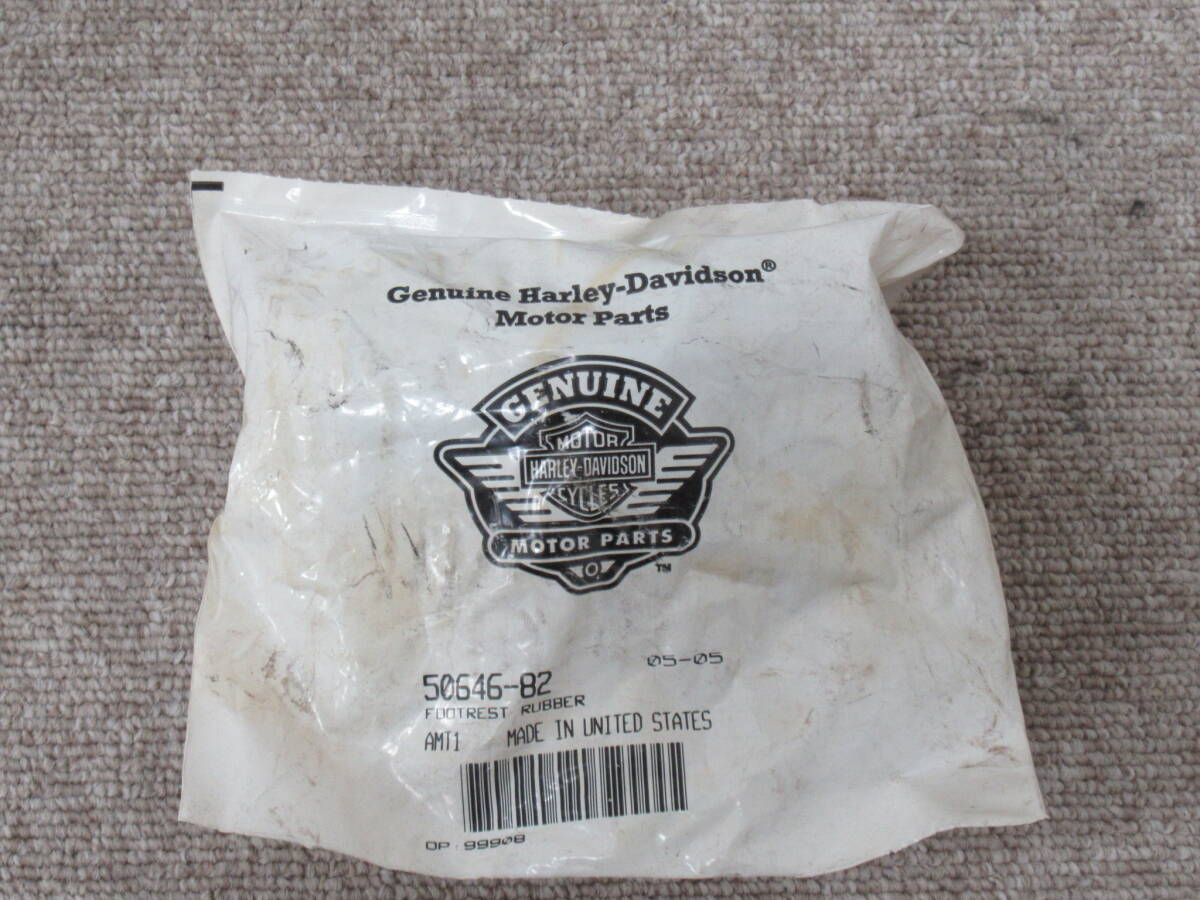 Genuine Harley-Davidson®
Motor Parts
GENUINE
MOTOR
HARLEY-DAVIDSON
CYCLES
MOTOR PARTS
TM
05-05
50646-82
FOOTREST RUBBER
AMT1 MADE IN UNITED STATES
OP 99908